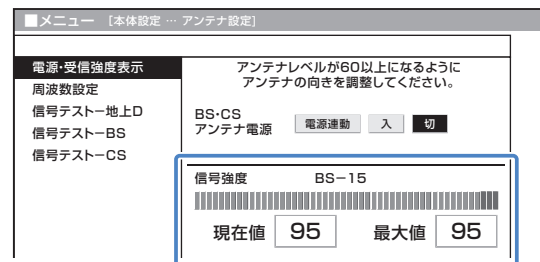 ■メニュー [本体設定 … アンテナ設定]
電源・受信強度表示
周波数設定
信号テストー地上D
信号テストーBS
信号テストーCS
アンテナレベルが60以上になるように
アンテナの向きを調整してください。
BS・CS
アンテナ電源 電源連動 入 切
信号強度 BS－15
現在値 95 最大値 95